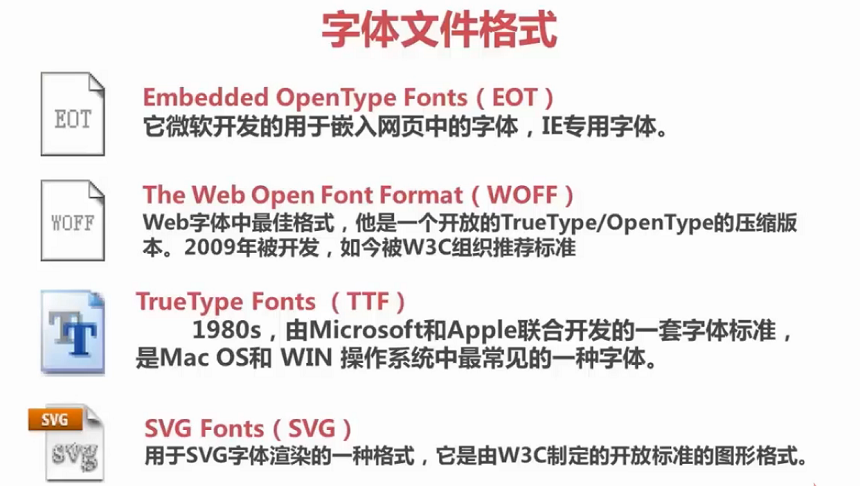 字体文件格式
EOT
Embedded OpenType Fonts（EOT）
它微软开发的用于嵌入网页中的字体，IE专用字体。
WOFF
The Web Open Font Format（WOFF）
Web字体中最佳格式，他是一个开放的TrueType/OpenType的压缩版
本。2009年被开发，如今被W3C组织推荐标准
TT
TrueType Fonts （TTF）
1980s，由Microsoft和Apple联合开发的一套字体标准，
是Mac OS和 WIN 操作系统中最常见的一种字体。
SVG
svg
SVG Fonts（SVG）
用于SVG字体渲染的一种格式，它是由W3C制定的开放标准的图形格式。